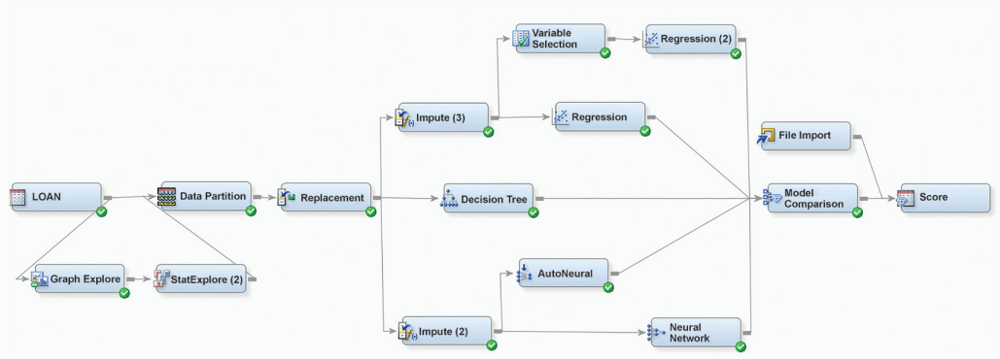 Variable
Selection
Regression (2)
Impute (3)
Regression
File Import
LOAN
Data Partition
Replacement
Decision Tree
Model
Comparison
Score
Graph Explore
StatExplore (2)
AutoNeural
Impute (2)
Neural
Network